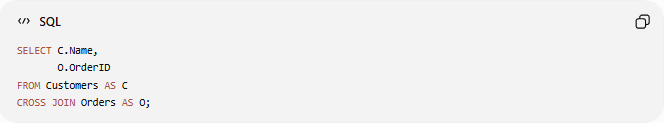 SQL
SELECT C.Name,
       O.OrderID
FROM Customers AS C
CROSS JOIN Orders AS O;